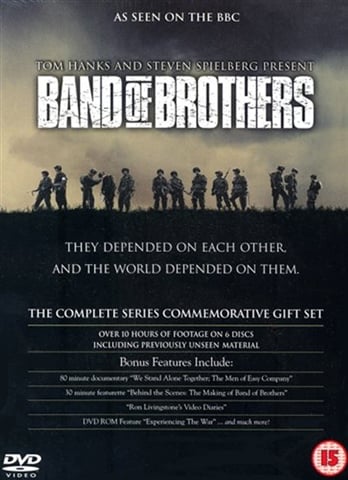 AS SEEN ON THE BBC
TOM HANKS AND STEVEN SPIELBERG PRESENT
BAND OF BROTHERS
THEY DEPENDED ON EACH OTHER.
AND THE WORLD DEPENDED ON THEM.
THE COMPLETE SERIES COMMEMORATIVE GIFT SET
OVER 10 HOURS OF FOOTAGE ON 6 DISCS
INCLUDING PREVIOUSLY UNSEEN MATERIAL
Bonus Features Include:
80 minute documentary "We Stand Alone Together; The Men of Easy Company"
30 minute featurette "Behind the Scenes: The Making of Band of Brothers"
"Ron Livingstone's Video Diaries"
DVD ROM Feature "Experiencing The War" ... and much more!
DVD
VIDEO
15